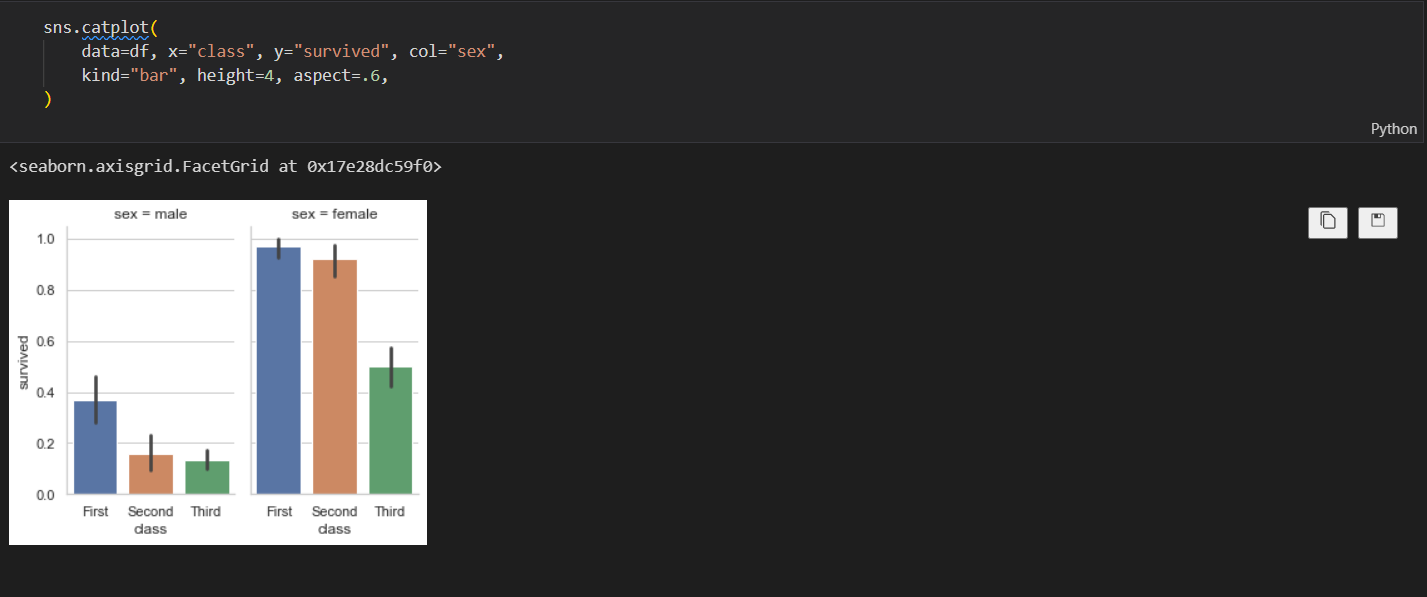 sns.catplot(
    data=df, x="class", y="survived", col="sex",
    kind="bar", height=4, aspect=.6,
)
Python
<seaborn.axisgrid.FacetGrid at 0x17e28dc59f0>
sex = male
sex = female
1.0
0.8
0.6
0.4
0.2
0.0
survived
First Second Third
class
First Second Third
class